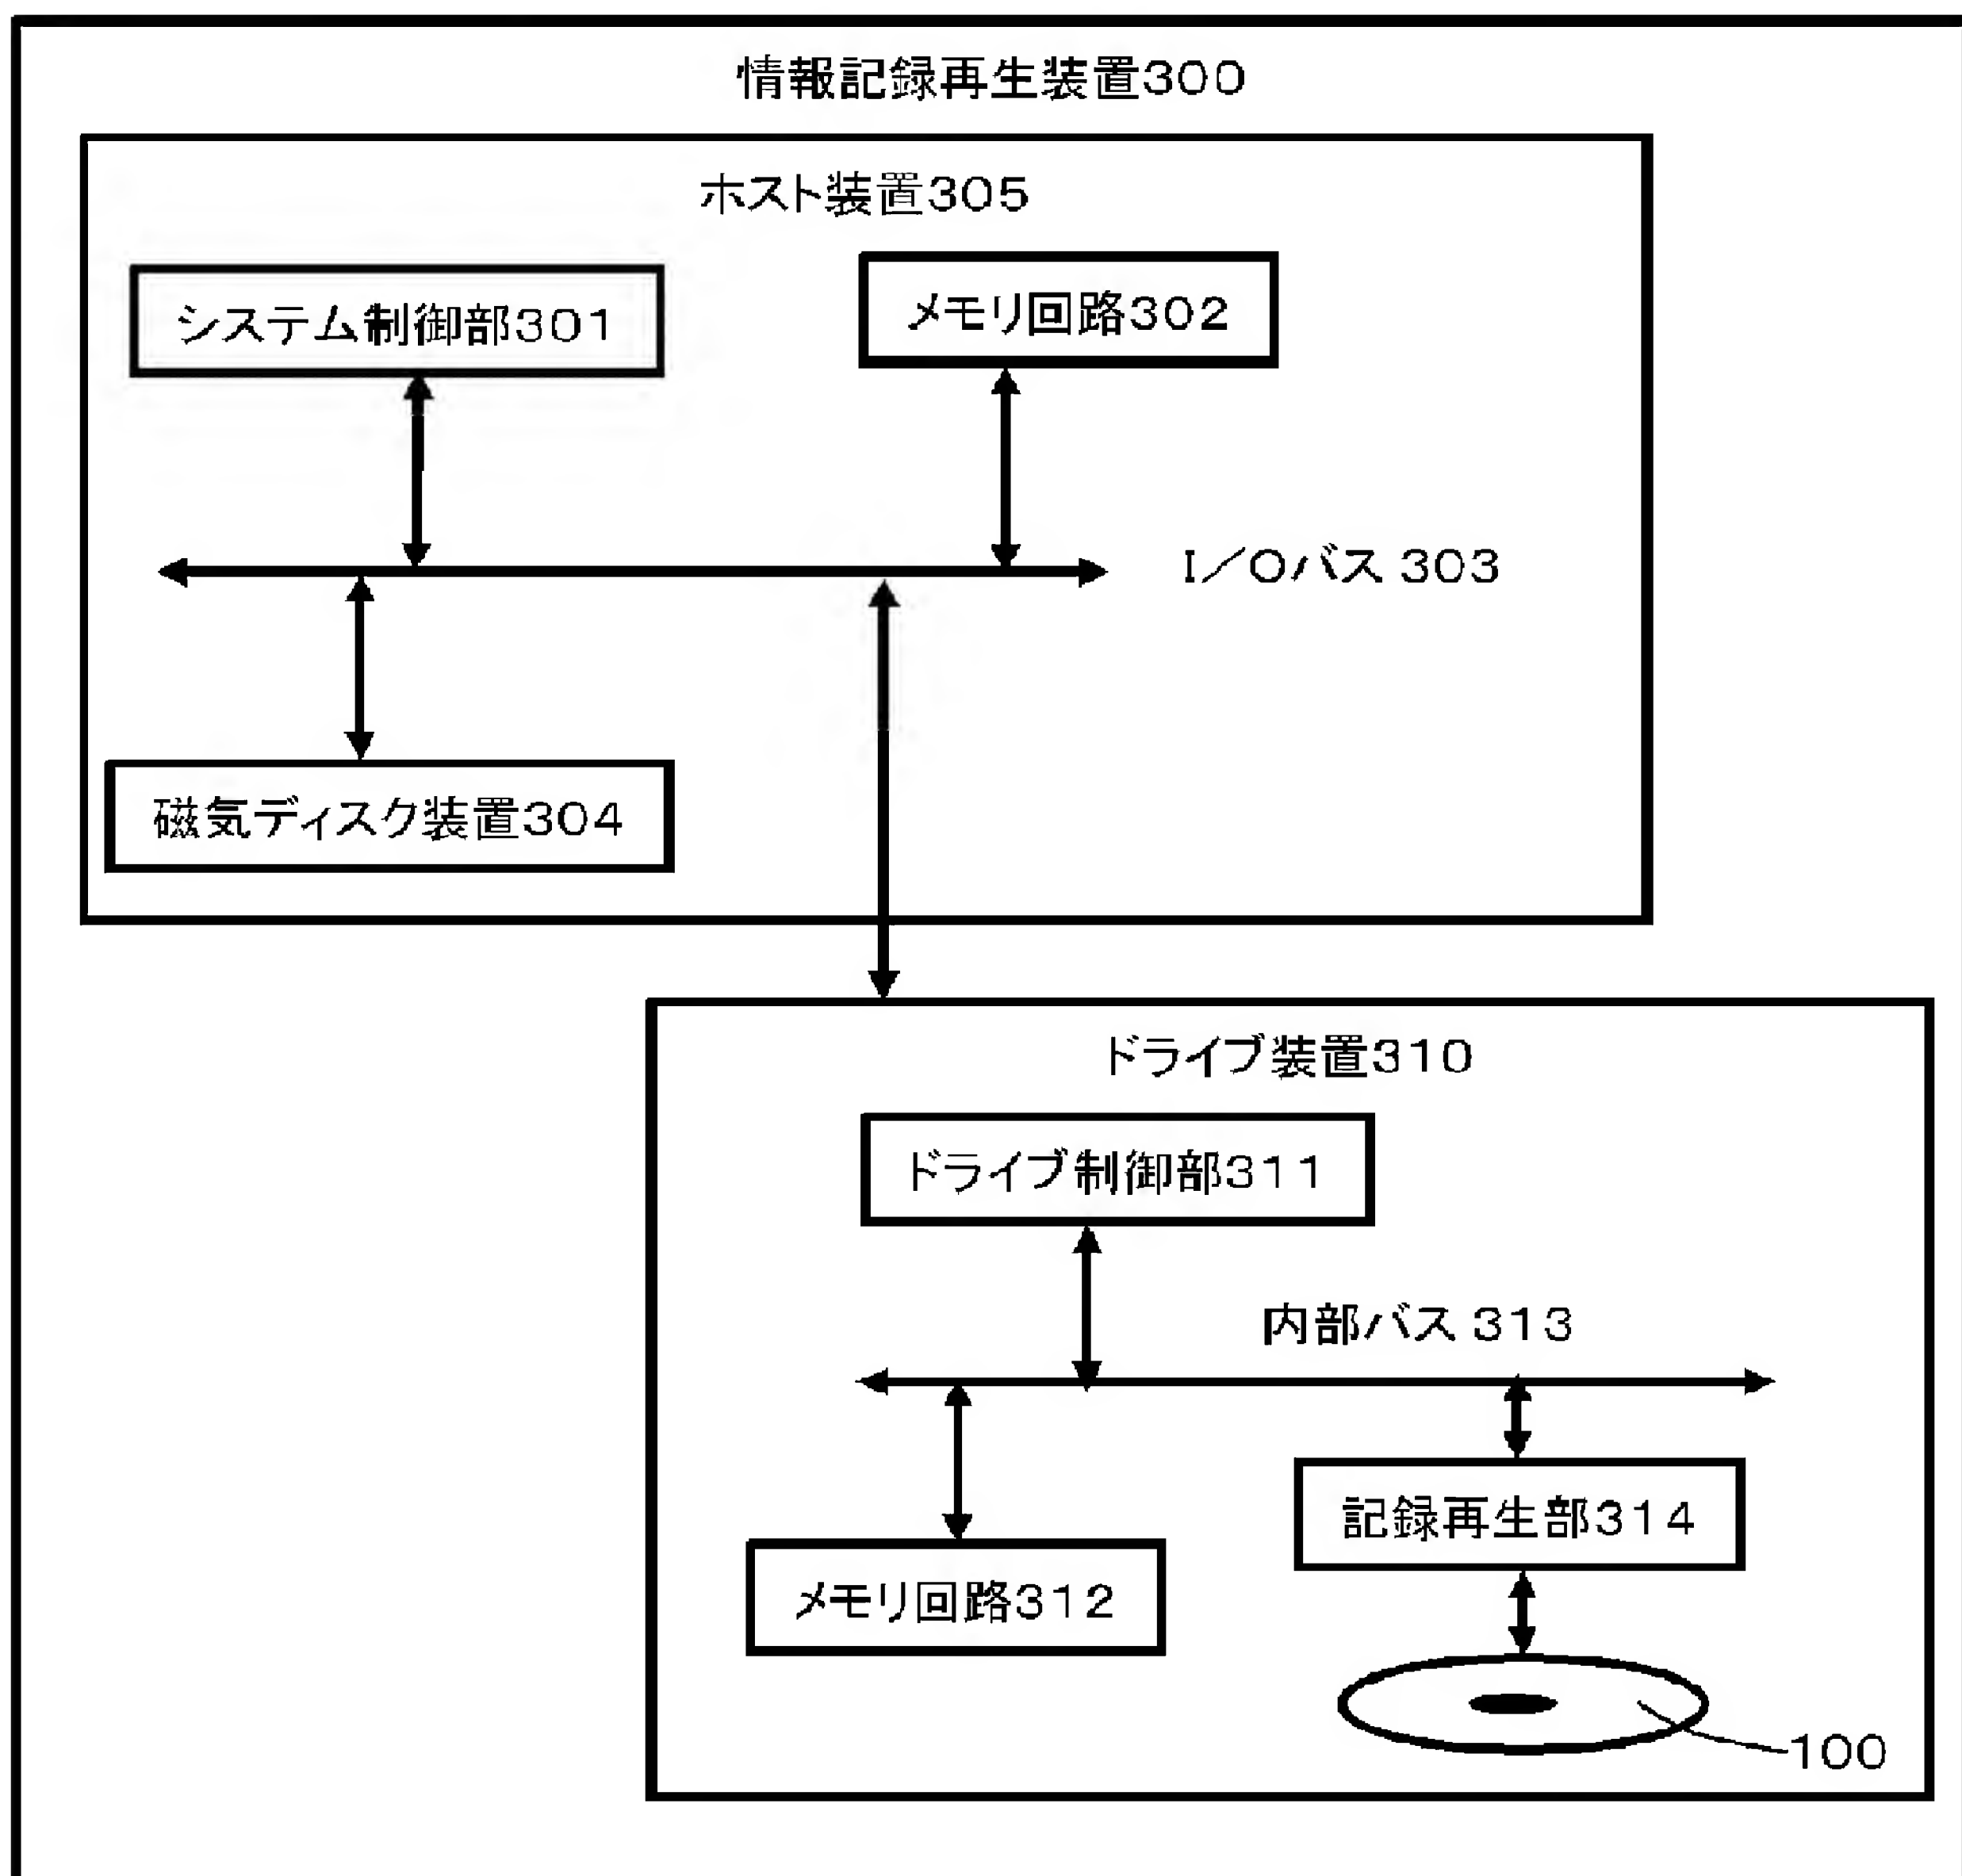 情報記録再生装置300
ホスト装置305
システム制御部301
メモリ回路302
I／Oバス 303
磁気ディスク装置304
ドライブ装置310
ドライブ制御部311
内部バス 313
記録再生部314
メモリ回路312
100